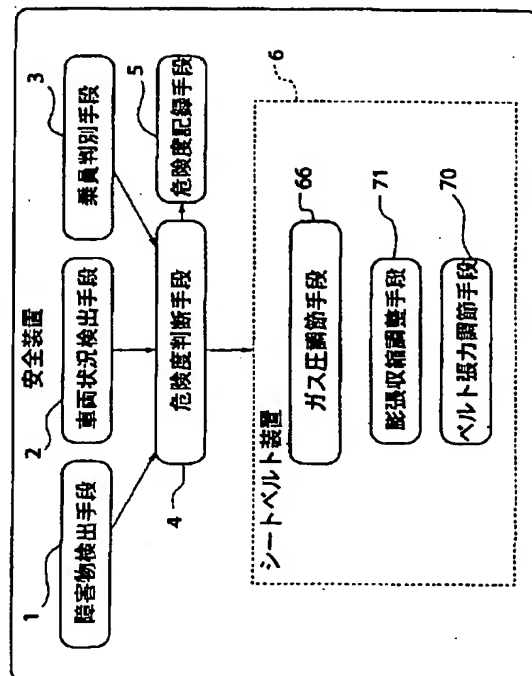 安全装置
1
障害物検出手段
2
車両状況検出手段
3
乗員判別手段
4
危険度判断手段
5
危険度記録手段
6
シートベルト装置
66
ガス圧調節手段
71
膨張収縮調整手段
70
ベルト張力調節手段